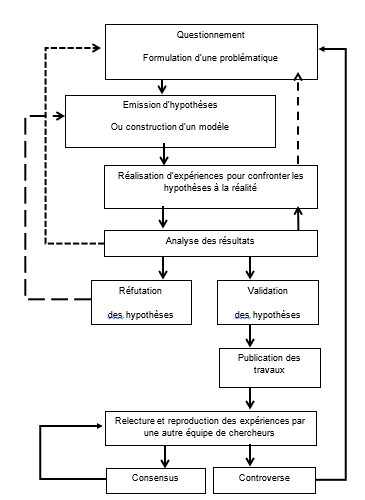 Questionnement
Formulation d'une problématique
Emission d'hypothèses
Ou construction d'un modèle
Réalisation d'expériences pour confronter les
hypothèses à la réalité
Analyse des résultats
Réfutation
des hypothèses
Validation
des hypothèses
Publication des
travaux
Relecture et reproduction des expériences par
une autre équipe de chercheurs
Consensus
Controverse